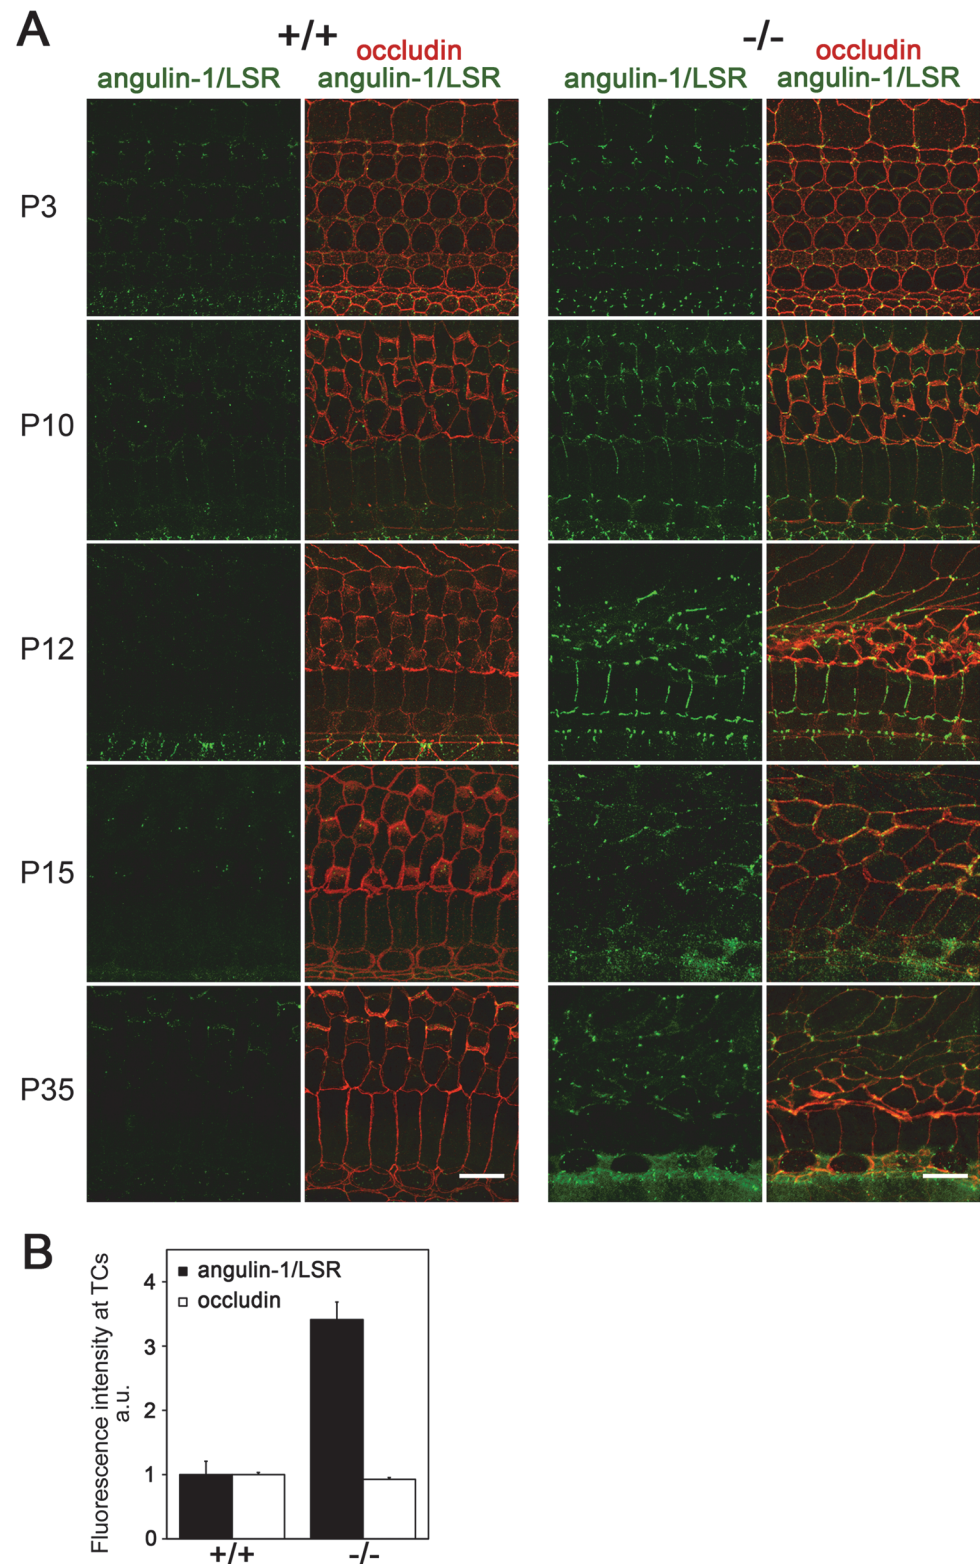 A
+/+
occludin
angulin-1/LSR
angulin-1/LSR
-/-
occludin
angulin-1/LSR
angulin-1/LSR
P3
P10
P12
P15
P35
B
Fluorescence intensity at TCs
a.u.
angulin-1/LSR
occludin
4
3
2
1
0
+/+
-/-